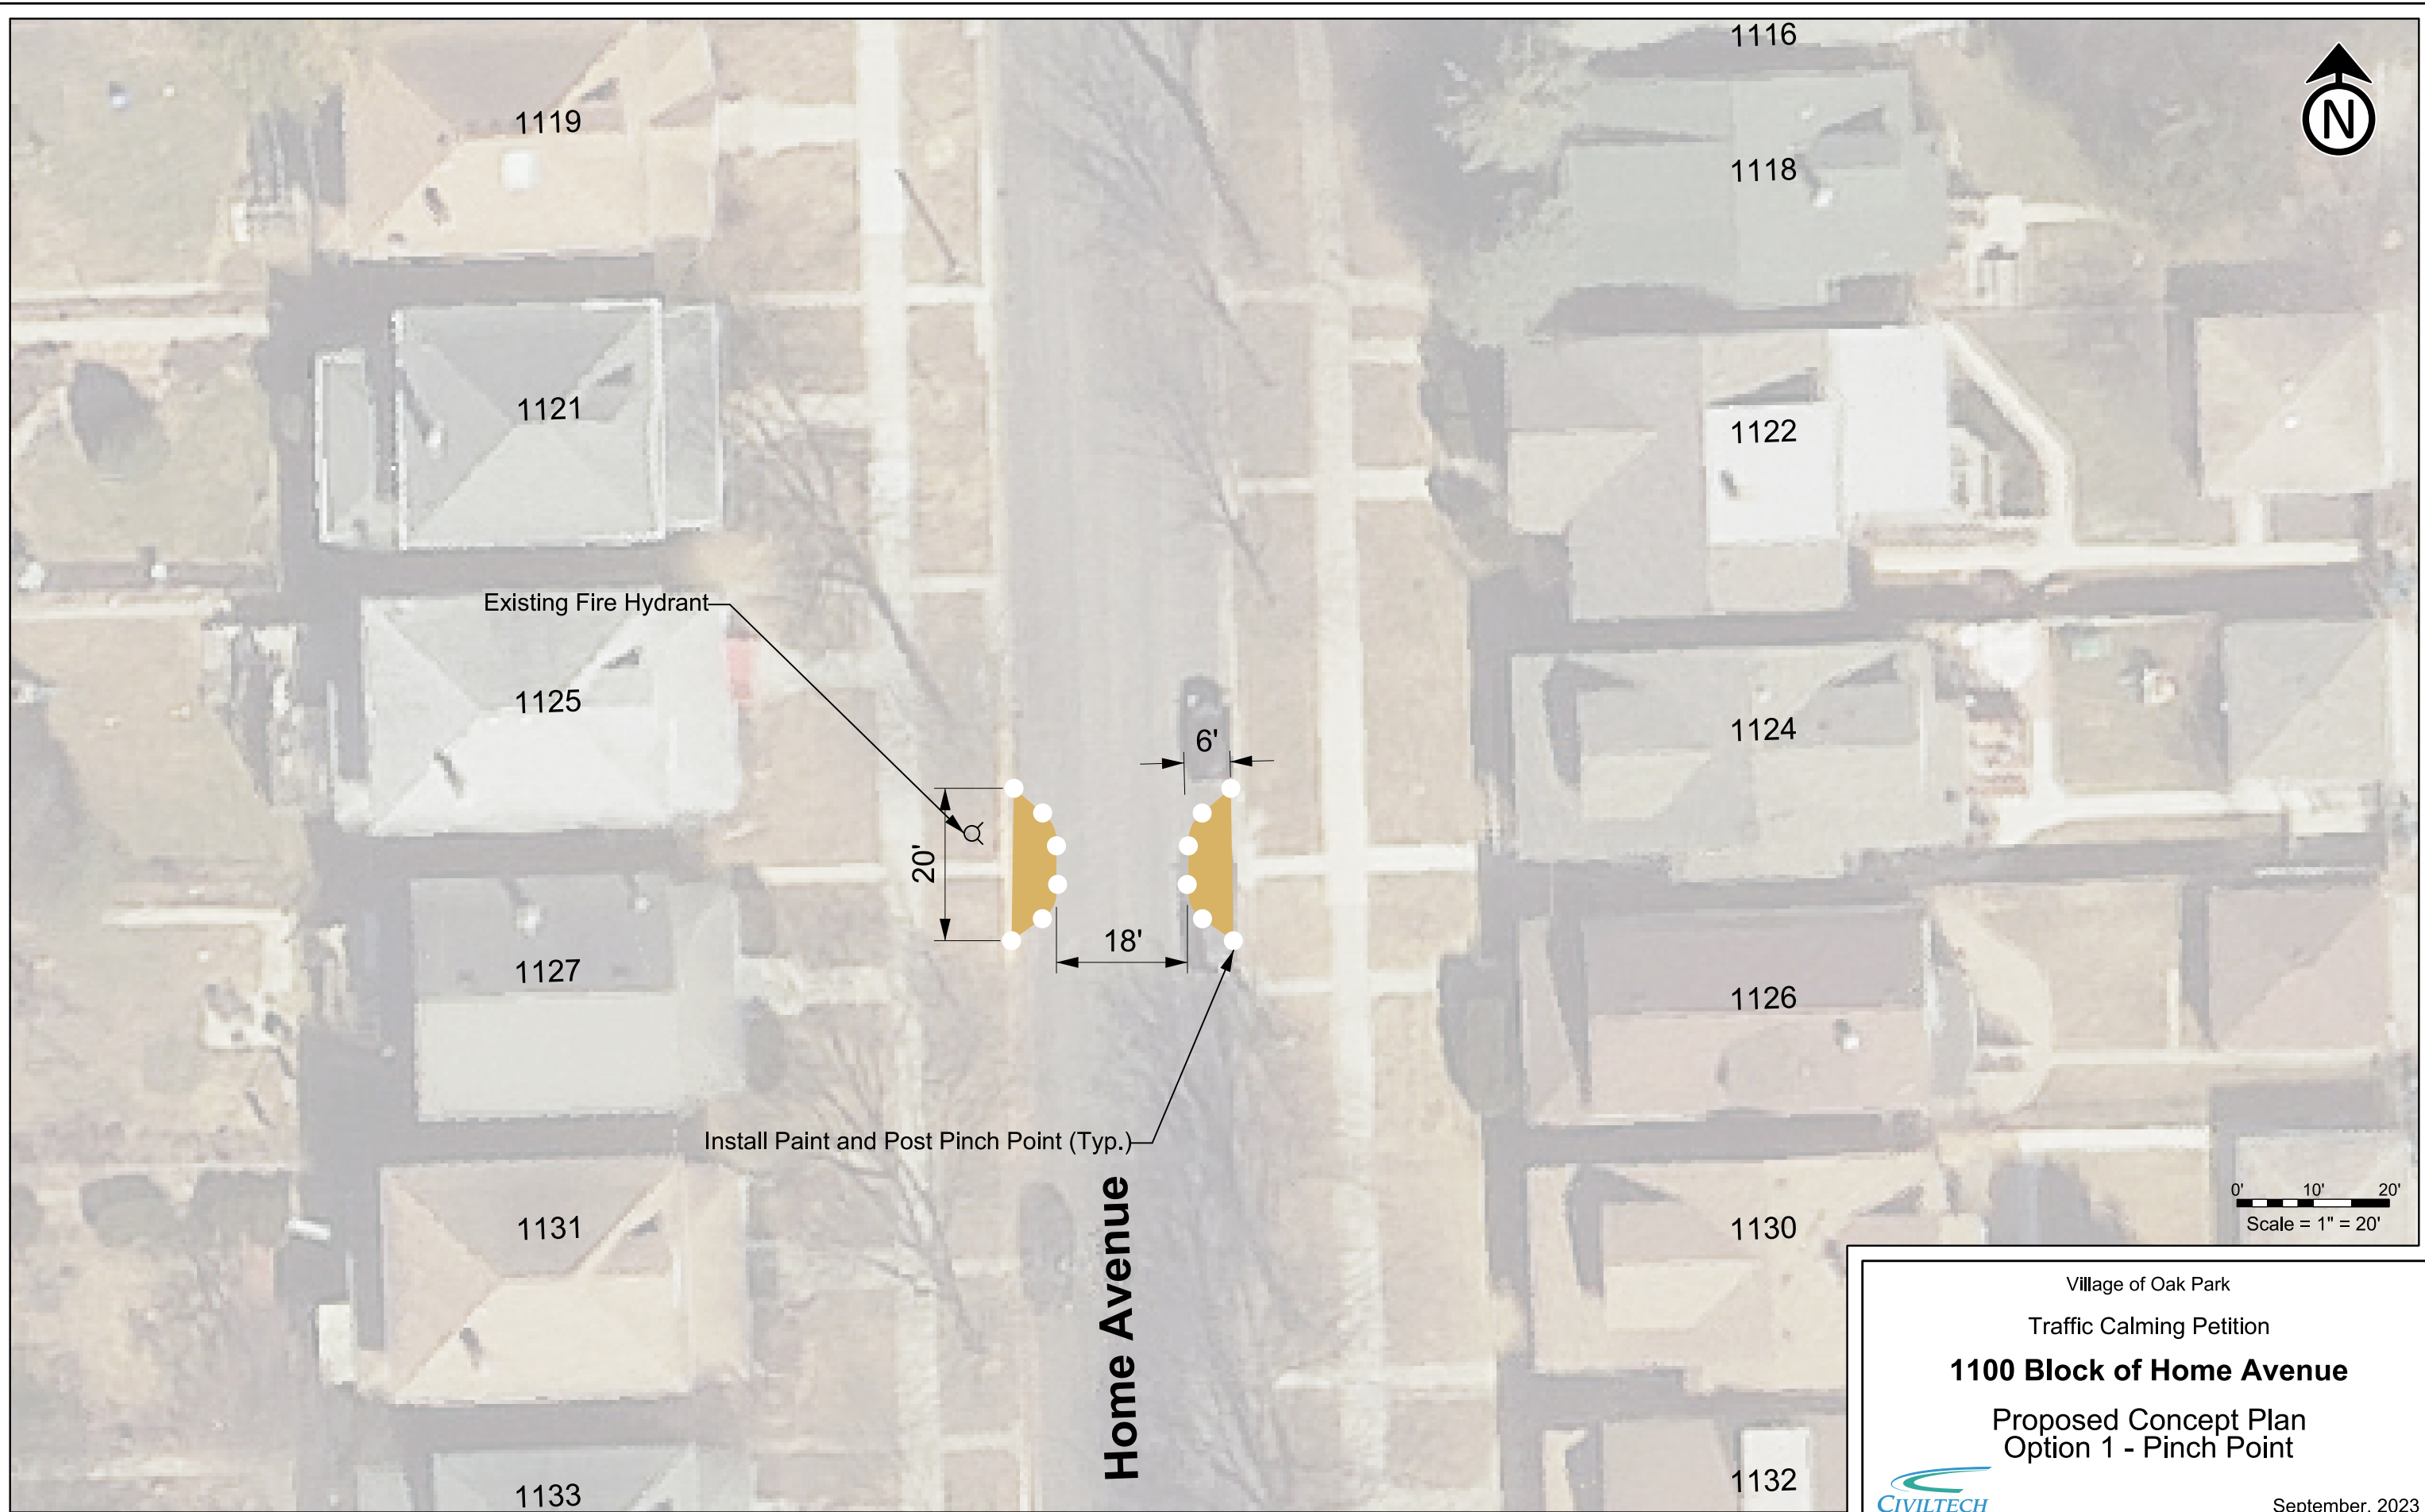 1116
1119
1118
1121
1122
Existing Fire Hydrant
1125
1124
6'
20'
18'
1127
1126
Install Paint and Post Pinch Point (Typ.)
Home Avenue
1131
1130
1133
1132
N
0' 10' 20'
Scale = 1" = 20'
Village of Oak Park
Traffic Calming Petition
1100 Block of Home Avenue
Proposed Concept Plan
Option 1 - Pinch Point
CIVILTECH
September, 2023